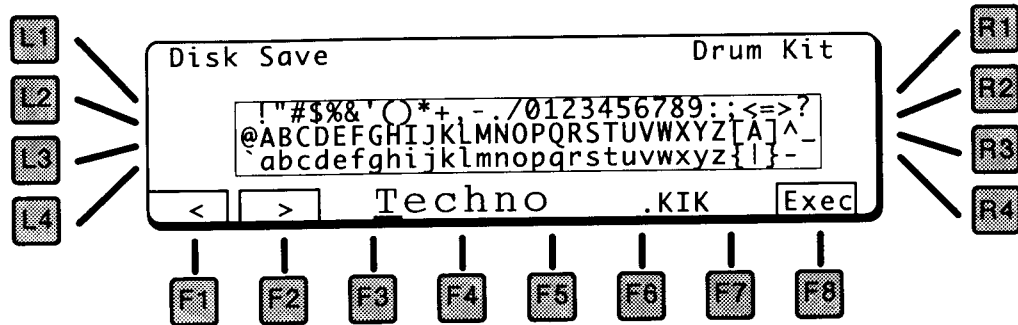 L1
L2
L3
L4
R1
R2
R3
R4
Disk Save Drum Kit
!"#$%&'()*+,-./0123456789:;<=>?
@ABCDEFGHIJKLMNOPQRSTUVWXYZ[A]^_
`abcdefghijklmnopqrstuvwxyz{|}-
< > Techno .KIK Exec
F1 F2 F3 F4 F5 F6 F7 F8